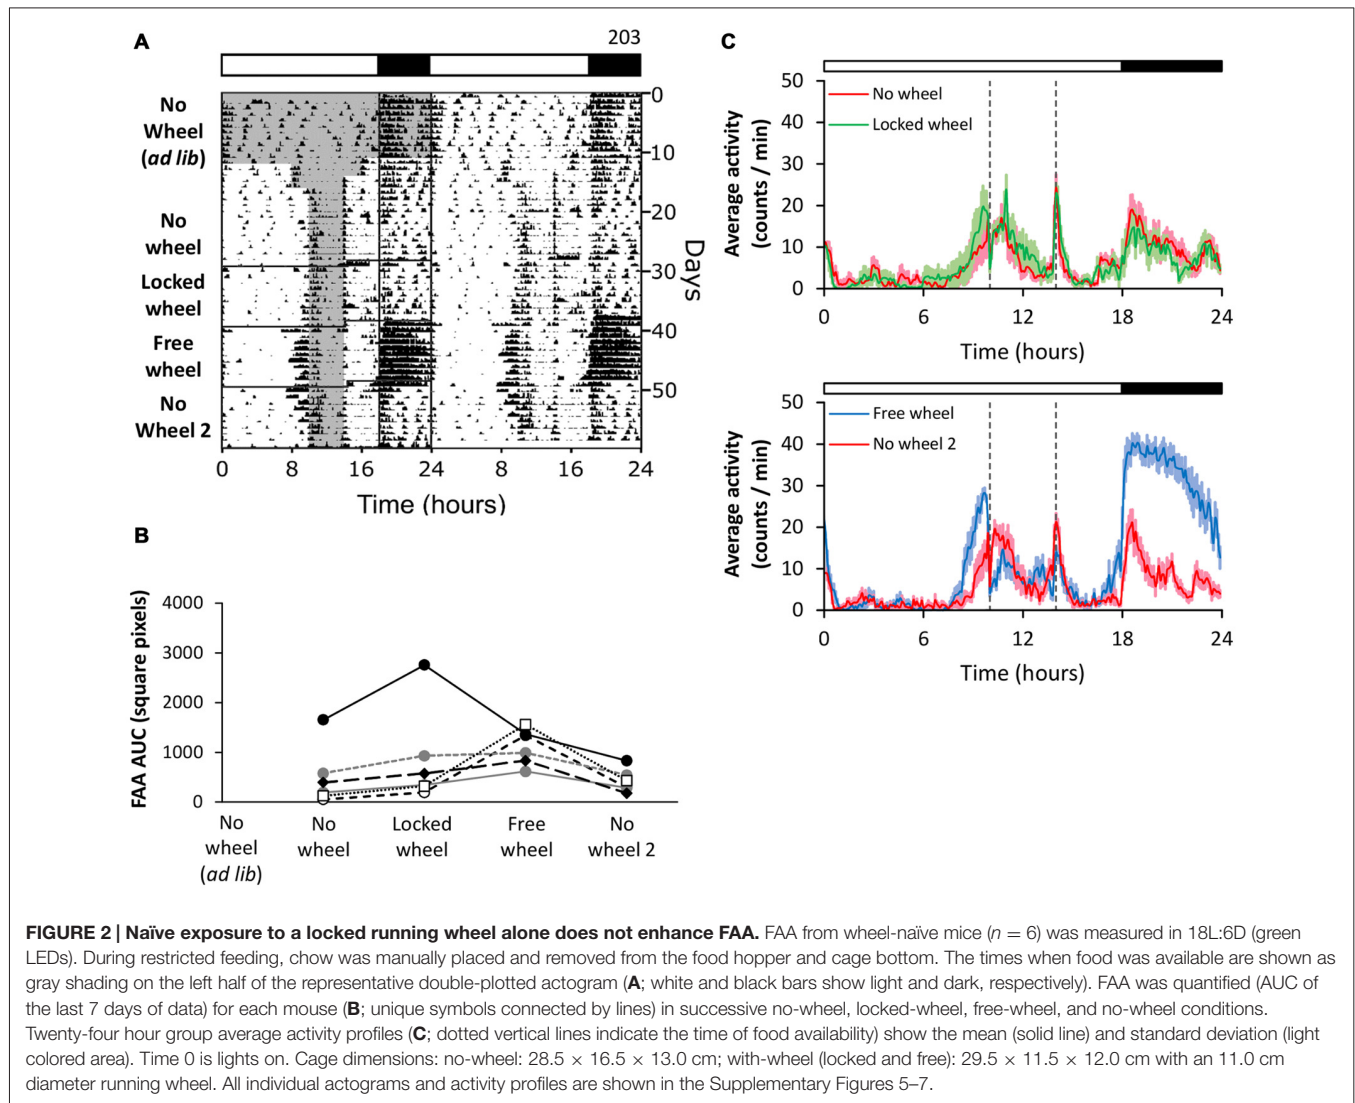 A
203
No
Wheel
(ad lib)
No
wheel
Locked
wheel
Free
wheel
No
Wheel 2
0
10
20
30
40
50
Days
0 8 16 24 8 16 24
Time (hours)
B
FAA AUC (square pixels)
4000
3000
2000
1000
0
No
wheel
(ad lib)
No
wheel
Locked
wheel
Free
wheel
No
wheel 2
C
Average activity
(counts / min)
50
40
30
20
10
0
No wheel
Locked wheel
0 6 12 18 24
Time (hours)
Average activity
(counts / min)
50
40
30
20
10
0
Free wheel
No wheel 2
0 6 12 18 24
Time (hours)
FIGURE 2 | Naïve exposure to a locked running wheel alone does not enhance FAA. FAA from wheel-naïve mice (n = 6) was measured in 18L:6D (green
LEDs). During restricted feeding, chow was manually placed and removed from the food hopper and cage bottom. The times when food was available are shown as
gray shading on the left half of the representative double-plotted actogram (A; white and black bars show light and dark, respectively). FAA was quantified (AUC of
the last 7 days of data) for each mouse (B; unique symbols connected by lines) in successive no-wheel, locked-wheel, free-wheel, and no-wheel conditions.
Twenty-four hour group average activity profiles (C; dotted vertical lines indicate the time of food availability) show the mean (solid line) and standard deviation (light
colored area). Time 0 is lights on. Cage dimensions: no-wheel: 28.5 × 16.5 × 13.0 cm; with-wheel (locked and free): 29.5 × 11.5 × 12.0 cm with an 11.0 cm
diameter running wheel. All individual actograms and activity profiles are shown in the Supplementary Figures 5–7.